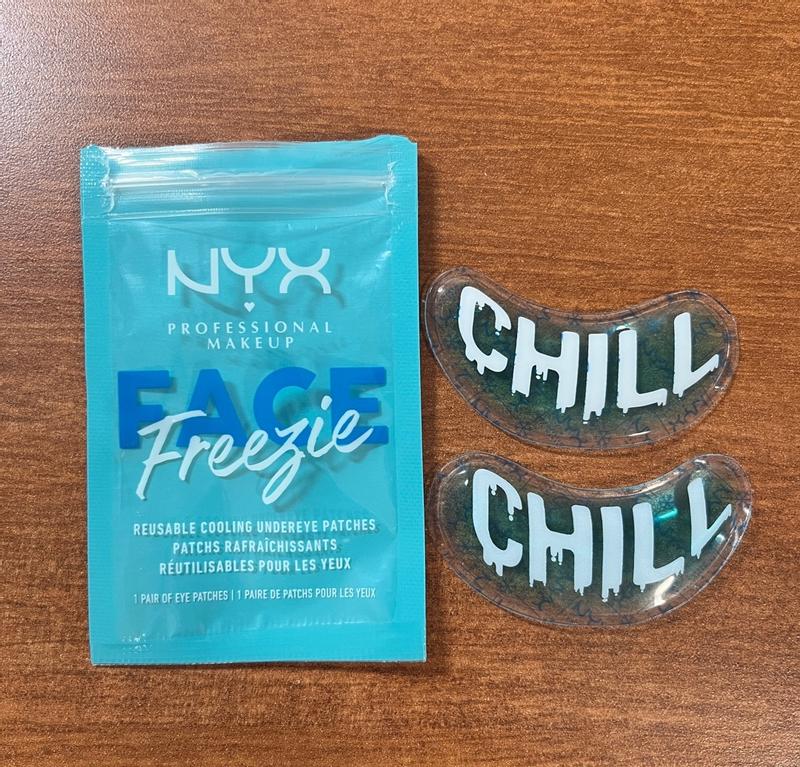 NYX
PROFESSIONAL
MAKEUP
FACE
Freezie
REUSABLE COOLING UNDEREYE PATCHES
PATCHS RAFRAÎCHISSANTS
RÉUTILISABLES POUR LES YEUX
1 PAIR OF EYE PATCHES | 1 PAIRE DE PATCHS POUR LES YEUX
CHILL
CHILL